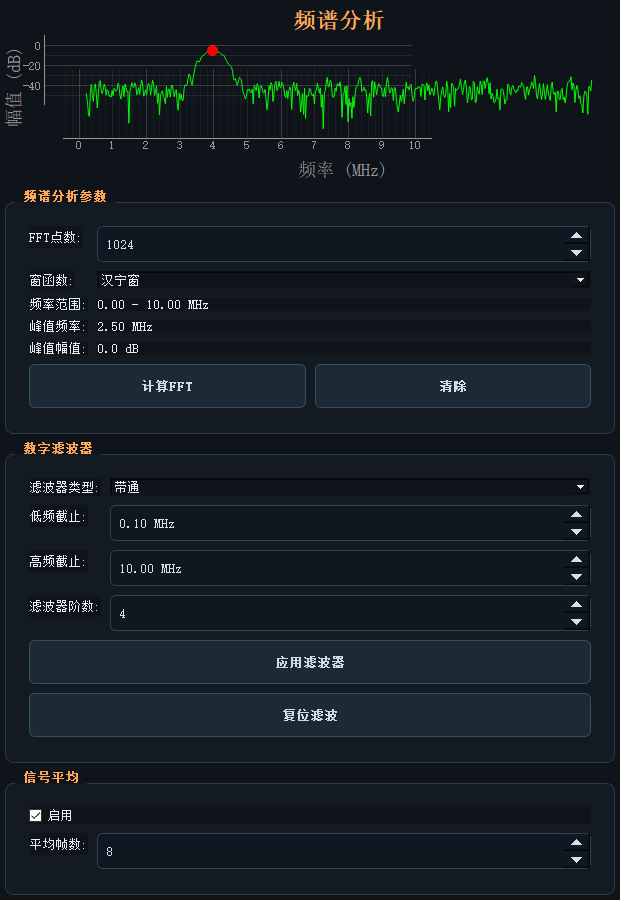 频谱分析
幅值 (dB)
0
-20
-40
0 1 2 3 4 5 6 7 8 9 10
频率 (MHz)
频谱分析参数
FFT点数: 1024
窗函数: 汉宁窗
频率范围: 0.00 - 10.00 MHz
峰值频率: 2.50 MHz
峰值幅值: 0.0 dB
计算FFT 清除
数字滤波器
滤波器类型: 带通
低频截止: 0.10 MHz
高频截止: 10.00 MHz
滤波器阶数: 4
应用滤波器
复位滤波
信号平均
启用
平均帧数: 8